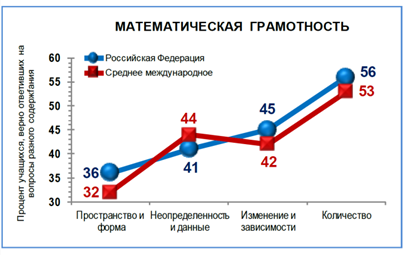 МАТЕМАТИЧЕСКАЯ ГРАМОТНОСТЬ
Процент учащихся, верно ответивших на
вопросы разного содержания
60
55
50
45
40
35
30
Российская Федерация
Среднее международное
36
32
44
41
45
42
56
53
Пространство и
форма
Неопределенность
и данные
Изменение и
зависимости
Количество